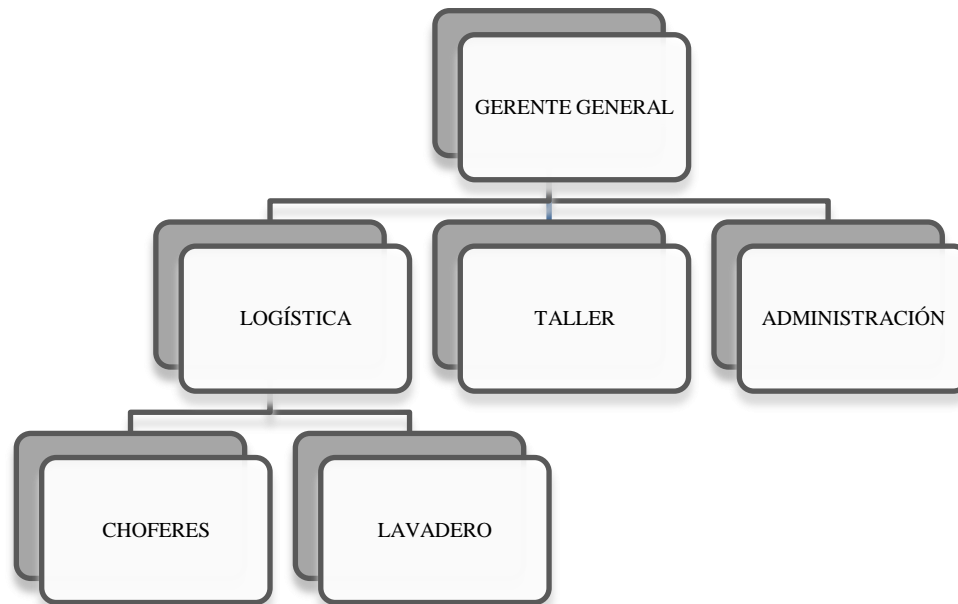 GERENTE GENERAL
LOGÍSTICA
TALLER
ADMINISTRACIÓN
CHOFERES
LAVADERO